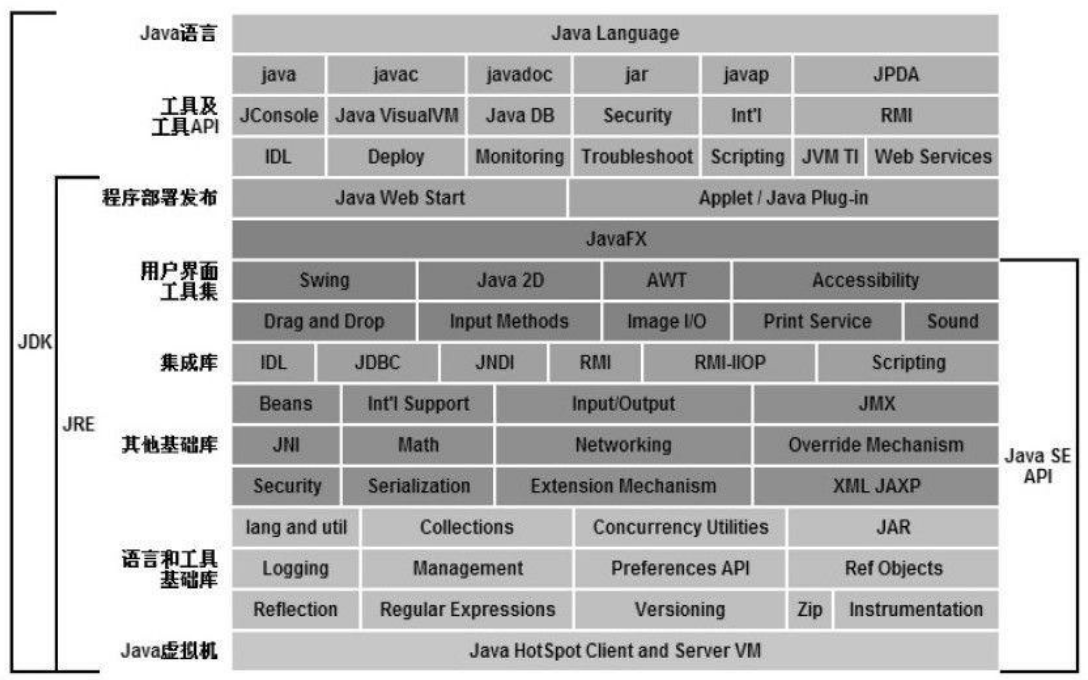 Java语言 Java Language
java javac javadoc jar javap JPDA
工具及
工具API
JConsole Java VisualVM Java DB Security Int'l RMI
IDL Deploy Monitoring Troubleshoot Scripting JVM TI Web Services
程序部署发布 Java Web Start Applet / Java Plug-in
JavaFX
用户界面
工具集
Swing Java 2D AWT Accessibility
Drag and Drop Input Methods Image I/O Print Service Sound
JDK
集成库 IDL JDBC JNDI RMI RMI-IIOP Scripting
Beans Int'l Support Input/Output JMX
JRE
其他基础库 JNI Math Networking Override Mechanism
Java SE
API
Security Serialization Extension Mechanism XML JAXP
lang and util Collections Concurrency Utilities JAR
语言和工具
基础库
Logging Management Preferences API Ref Objects
Reflection Regular Expressions Versioning Zip Instrumentation
Java虚拟机 Java HotSpot Client and Server VM